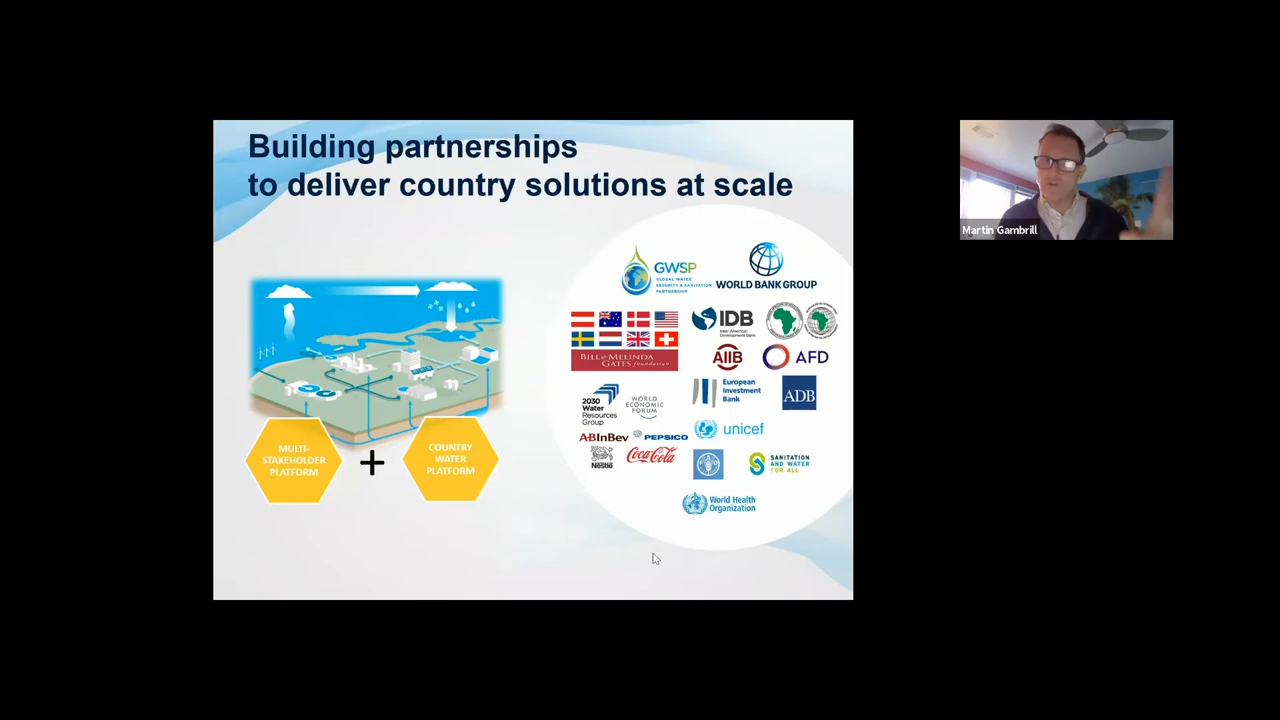 Building partnerships
to deliver country solutions at scale
Martin Gambrill
GWSP
GLOBAL WATER
SECURITY & SANITATION
PARTNERSHIP
WORLD BANK GROUP
IDB
Inter-American
Development Bank
BILL & MELINDA
GATES foundation
AIIB
AFD
2030
Water
Resources
Group
WORLD
ECONOMIC
FORUM
European
Investment
Bank
ADB
unicef
ABInBev
PEPSICO
Nestle
Coca-Cola
SANITATION
AND WATER
FOR ALL
World Health
Organization
MULTI-
STAKEHOLDER
PLATFORM
+
COUNTRY
WATER
PLATFORM